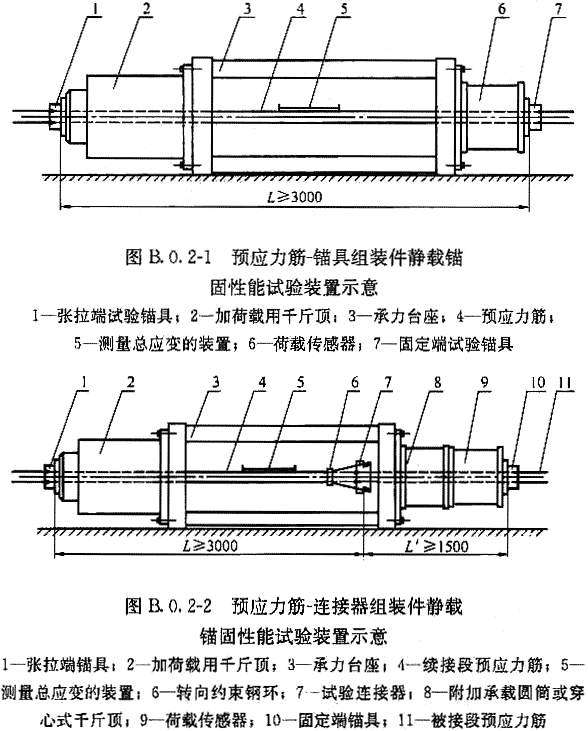 1 2 3 4 5 6 7
L≥3000
图 B.0.2-1 预应力筋-锚具组装件静载锚
固性能试验装置示意
1—张拉端试验锚具；2—加荷载用千斤顶；3—承力台座；4—预应力筋；
5—测量总应变的装置；6—荷载传感器；7—固定端试验锚具
1 2 3 4 5 6 7 8 9 10 11
L≥3000 L'≥1500
图 B.0.2-2 预应力筋-连接器组装件静载
锚固性能试验装置示意
1—张拉端锚具；2—加荷载用千斤顶；3—承力台座；4—续接段预应力筋；5—
测量总应变的装置；6—转向约束钢环；7—试验连接器；8—附加承载圆筒或穿
心式千斤顶；9—荷载传感器；10—固定端锚具；11—被接段预应力筋